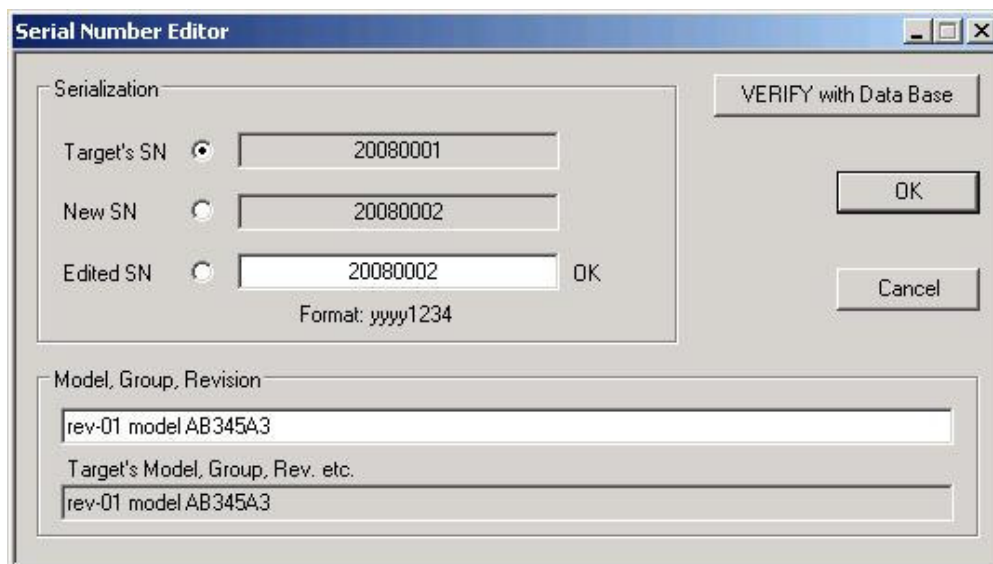 Serial Number Editor
Serialization
VERIFY with Data Base
Target's SN 20080001
OK
New SN 20080002
Edited SN 20080002 OK
Cancel
Format: yyyy1234
Model, Group, Revision
rev-01 model AB345A3
Target's Model, Group, Rev. etc.
rev-01 model AB345A3